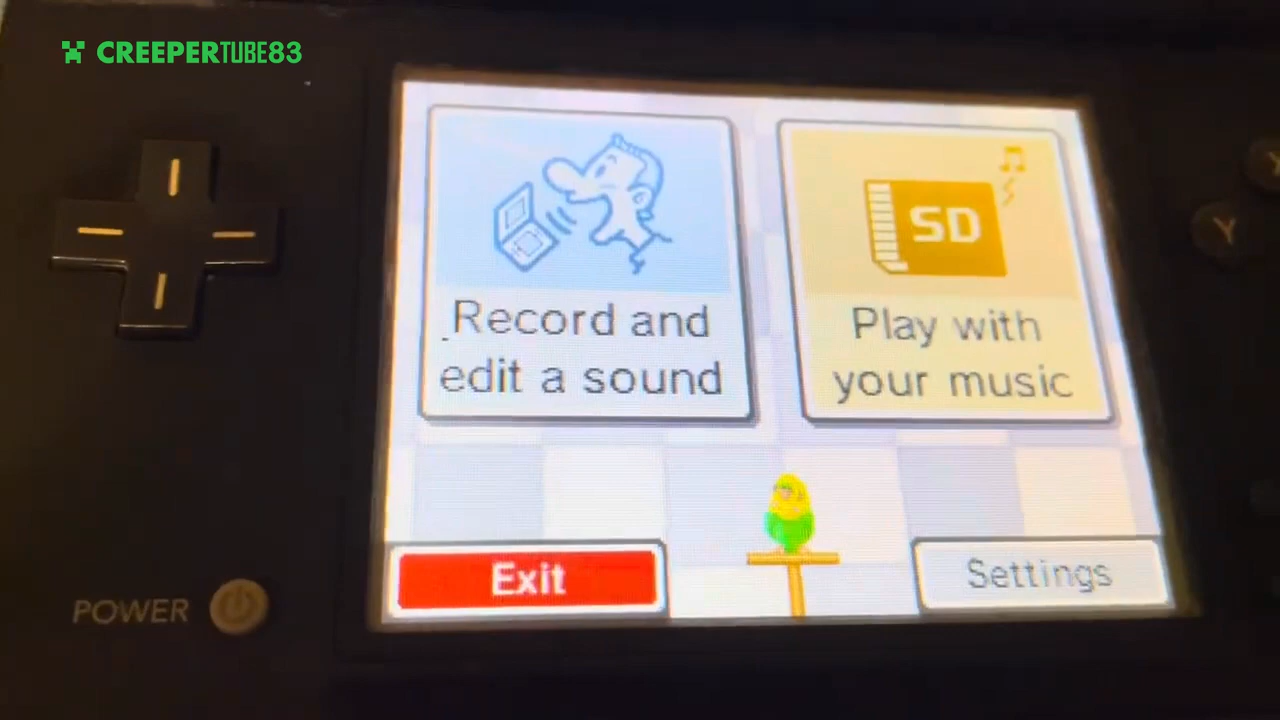 CREEPERTUBE83
SD
Record and
edit a sound
Play with
your music
Y
Exit
Settings
POWER